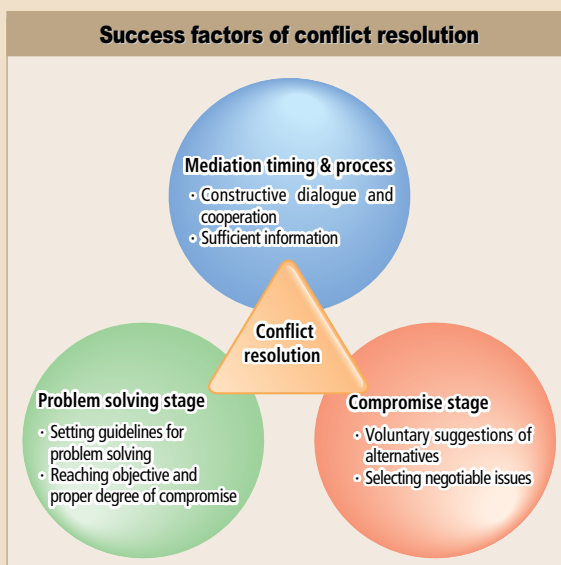 Success factors of conflict resolution
Mediation timing & process
· Constructive dialogue and
cooperation
· Sufficient information
Conflict
resolution
Problem solving stage
· Setting guidelines for
problem solving
· Reaching objective and
proper degree of compromise
Compromise stage
· Voluntary suggestions of
alternatives
· Selecting negotiable issues